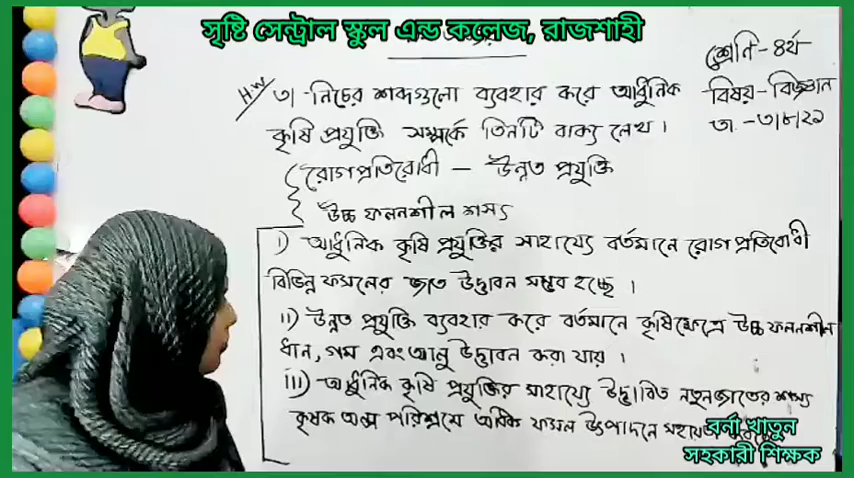 সৃষ্টি সেন্ট্রাল স্কুল এন্ড কলেজ, রাজশাহী
শ্রেণি - ৪র্থ
বিষয় - বিজ্ঞান
তা. - ৩/৮/২১
H.W ৩। নিচের শব্দগুলো ব্যবহার করে আধুনিক
কৃষি প্রযুক্তি সম্পর্কে তিনটি বাক্য লেখ।
রোগপ্রতিরোধী — উন্নত প্রযুক্তি
উচ্চ ফলনশীল শস্য
i) আধুনিক কৃষি প্রযুক্তির সাহায্যে বর্তমানে রোগ প্রতিরোধী
বিভিন্ন ফসলের জাত উদ্ভাবন সম্ভব হচ্ছে।
ii) উন্নত প্রযুক্তি ব্যবহার করে বর্তমানে কৃষিক্ষেত্রে উচ্চ ফলনশীল
ধান, গম এবং আলু উদ্ভাবন করা যায়।
iii) আধুনিক কৃষি প্রযুক্তির সাহায্যে উদ্ভাবিত নতুন জাতের শস্য
কৃষক অল্প পরিশ্রমে অধিক ফসল উৎপাদনে
বর্না খাতুন
সহকারী শিক্ষক